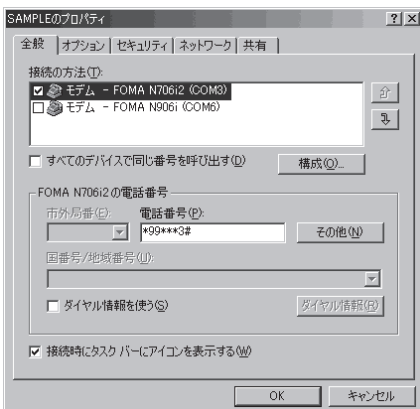 SAMPLEのプロパティ
全般 オプション セキュリティ ネットワーク 共有
接続の方法(T):
モデム － FOMA N706i2 (COM3)
モデム － FOMA N906i (COM6)
すべてのデバイスで同じ番号を呼び出す(D)
構成(O)...
FOMA N706i2の電話番号
市外局番(E):
電話番号(P):
*99***3#
その他(N)
国番号/地域番号(U):
ダイヤル情報を使う(S)
ダイヤル情報(R)
接続時にタスク バーにアイコンを表示する(W)
OK
キャンセル